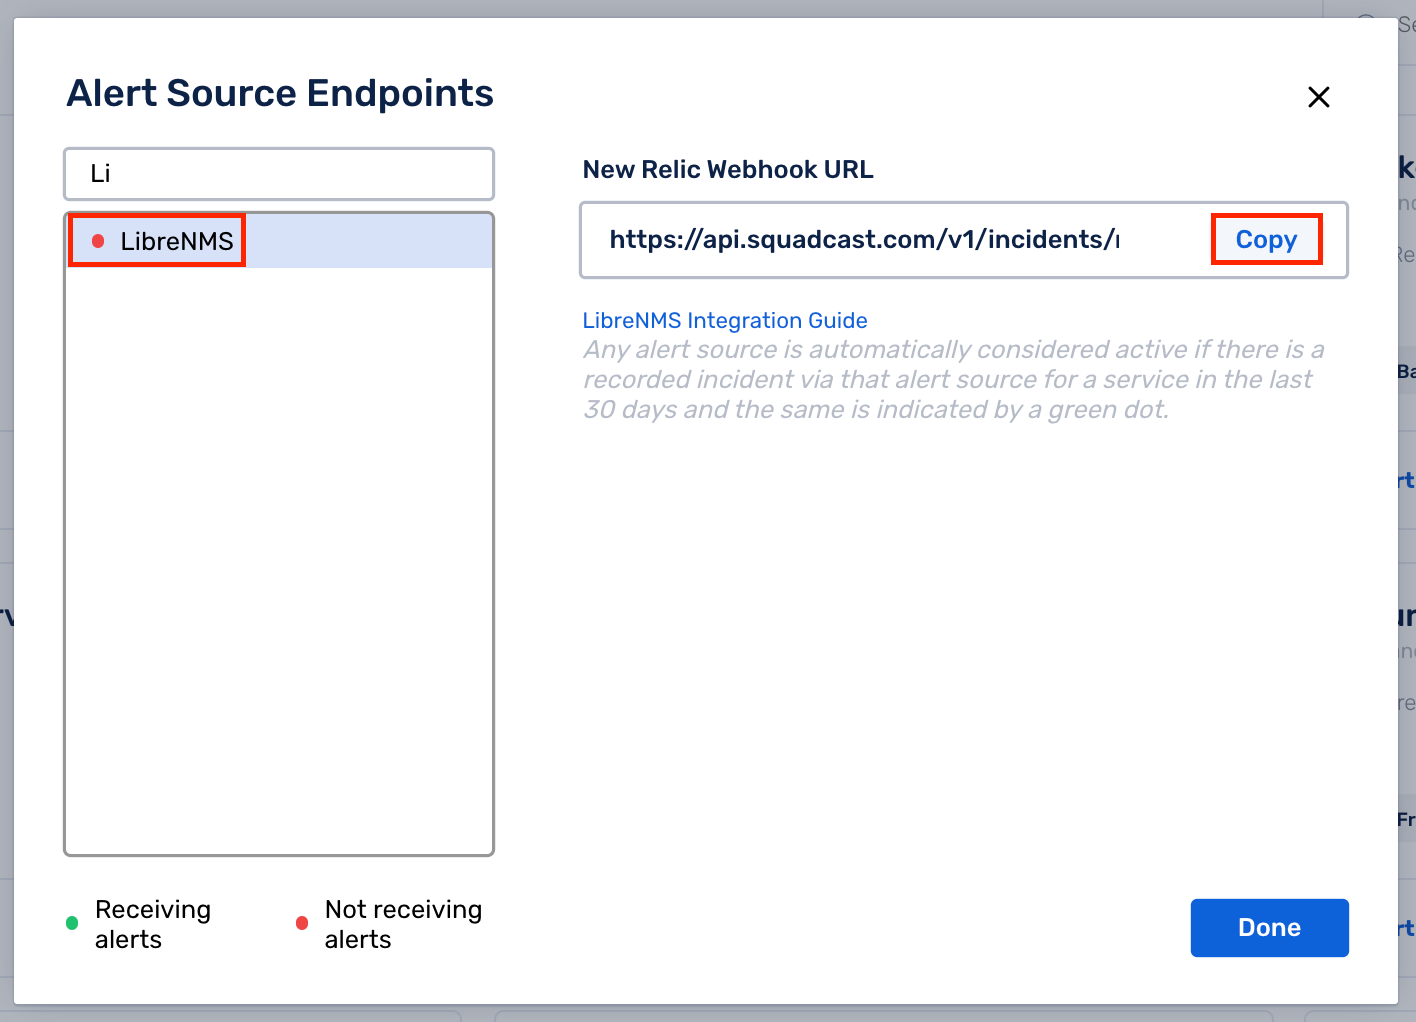 Alert Source Endpoints
Li
LibreNMS
New Relic Webhook URL
https://api.squadcast.com/v1/incidents/
Copy
LibreNMS Integration Guide
Any alert source is automatically considered active if there is a
recorded incident via that alert source for a service in the last
30 days and the same is indicated by a green dot.
Receiving
alerts
Not receiving
alerts
Done